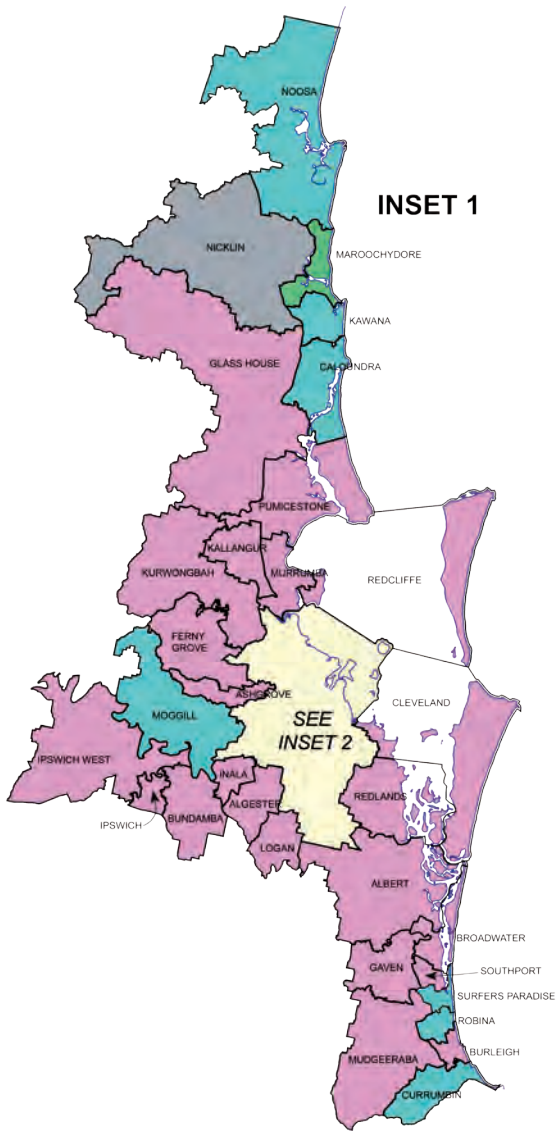 NOOSA
INSET 1
NICKLIN
MAROOCHYDORE
KAWANA
GLASS HOUSE
CALOUNDRA
PUMICESTONE
KALLANGUR
KURWONGBAH
MURRUMBA
REDCLIFFE
FERNY
GROVE
ASHGROVE
CLEVELAND
MOGGILL
SEE
INSET 2
IPSWICH WEST
INALA
REDLANDS
ALGESTER
IPSWICH
BUNDAMBA
LOGAN
ALBERT
BROADWATER
GAVEN
SOUTHPORT
SURFERS PARADISE
ROBINA
BURLEIGH
MUDGEERABA
CURRUMBIN